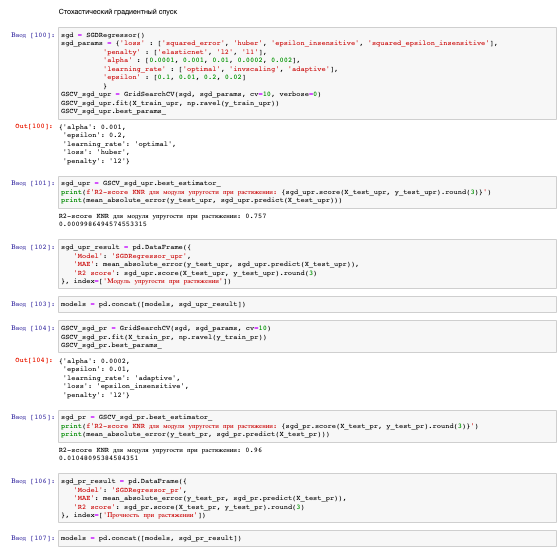 Стохастический градиентный спуск
Ввод [100]:
sgd = SGDRegressor()
sgd_params = {'loss' : ['squared_error', 'huber', 'epsilon_insensitive', 'squared_epsilon_insensitive'],
'penalty' : ['elasticnet', 'l2', 'l1'],
'alpha' : [0.0001, 0.001, 0.01, 0.0002, 0.002],
'learning_rate' : ['optimal', 'invscaling', 'adaptive'],
'epsilon' : [0.1, 0.01, 0.2, 0.02]
}
GSCV_sgd_upr = GridSearchCV(sgd, sgd_params, cv=10, verbose=0)
GSCV_sgd_upr.fit(X_train_upr, np.ravel(y_train_upr))
GSCV_sgd_upr.best_params_
Out[100]:
{'alpha': 0.001,
'epsilon': 0.2,
'learning_rate': 'optimal',
'loss': 'huber',
'penalty': 'l2'}
Ввод [101]:
sgd_upr = GSCV_sgd_upr.best_estimator_
print(f'R2-score KNR для модуля упругости при растяжении: {sgd_upr.score(X_test_upr, y_test_upr).round(3)}')
print(mean_absolute_error(y_test_upr, sgd_upr.predict(X_test_upr)))
R2-score KNR для модуля упругости при растяжении: 0.757
0.0009986494574553315
Ввод [102]:
sgd_upr_result = pd.DataFrame({
'Model': 'SGDRegressor_upr',
'MAE': mean_absolute_error(y_test_upr, sgd_upr.predict(X_test_upr)),
'R2 score': sgd_upr.score(X_test_upr, y_test_upr).round(3)
}, index=['Модуль упругости при растяжении'])
Ввод [103]:
models = pd.concat([models, sgd_upr_result])
Ввод [104]:
GSCV_sgd_pr = GridSearchCV(sgd, sgd_params, cv=10)
GSCV_sgd_pr.fit(X_train_pr, np.ravel(y_train_pr))
GSCV_sgd_pr.best_params_
Out[104]:
{'alpha': 0.0002,
'epsilon': 0.01,
'learning_rate': 'adaptive',
'loss': 'epsilon_insensitive',
'penalty': 'l2'}
Ввод [105]:
sgd_pr = GSCV_sgd_pr.best_estimator_
print(f'R2-score KNR для модуля упругости при растяжении: {sgd_pr.score(X_test_pr, y_test_pr).round(3)}')
print(mean_absolute_error(y_test_pr, sgd_pr.predict(X_test_pr)))
R2-score KNR для модуля упругости при растяжении: 0.96
0.01048095384584351
Ввод [106]:
sgd_pr_result = pd.DataFrame({
'Model': 'SGDRegressor_pr',
'MAE': mean_absolute_error(y_test_pr, sgd_pr.predict(X_test_pr)),
'R2 score': sgd_pr.score(X_test_pr, y_test_pr).round(3)
}, index=['Прочность при растяжении'])
Ввод [107]:
models = pd.concat([models, sgd_pr_result])